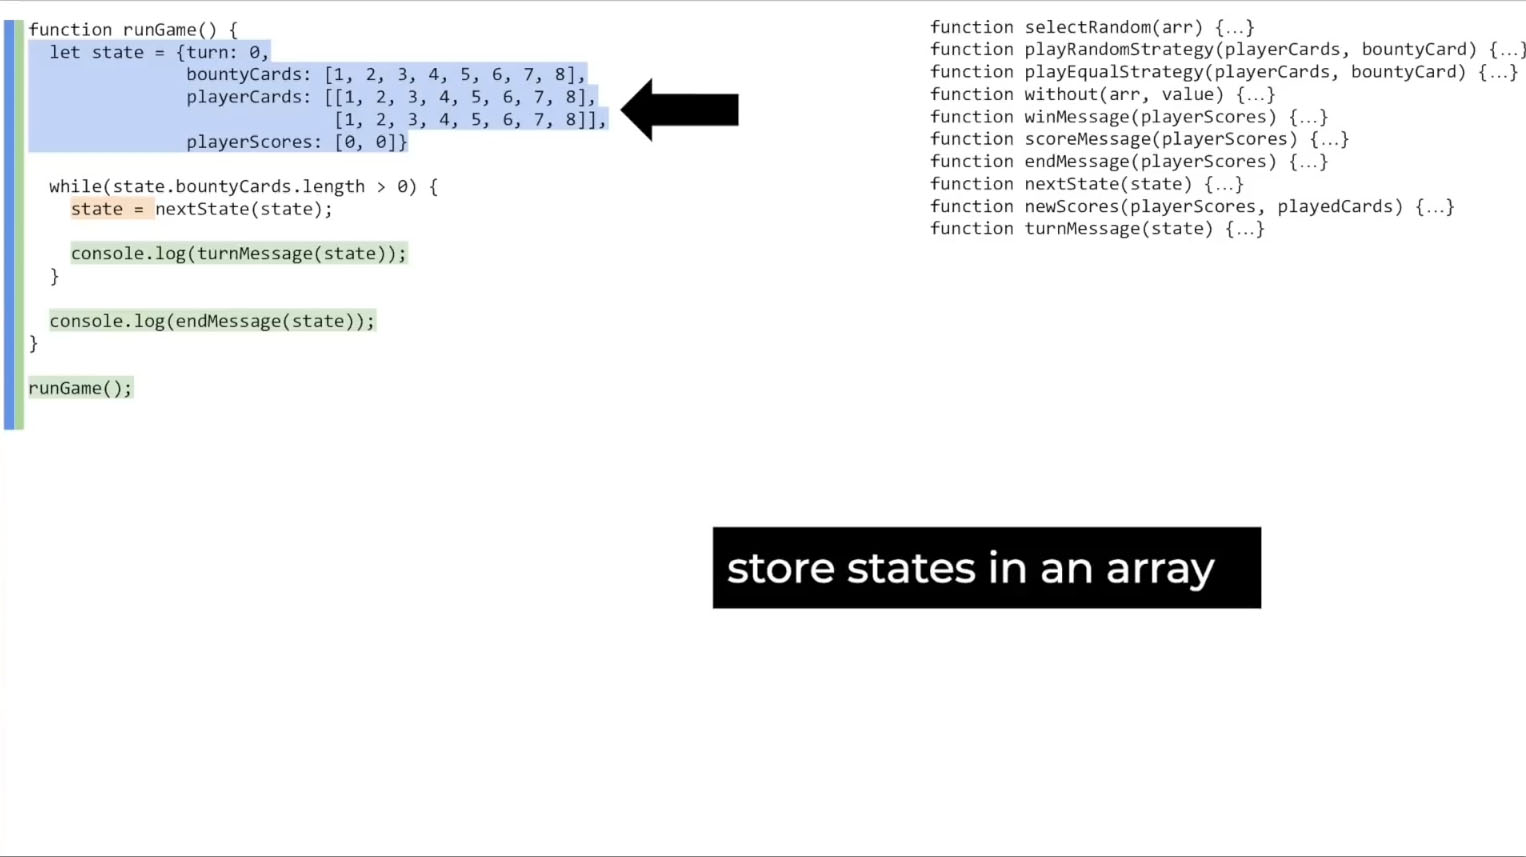 function runGame() {
let state = {turn: 0,
bountyCards: [1, 2, 3, 4, 5, 6, 7, 8],
playerCards: [[1, 2, 3, 4, 5, 6, 7, 8],
[1, 2, 3, 4, 5, 6, 7, 8]],
playerScores: [0, 0]}
while(state.bountyCards.length > 0) {
state = nextState(state);
console.log(turnMessage(state));
}
console.log(endMessage(state));
}
runGame();
function selectRandom(arr) {…}
function playRandomStrategy(playerCards, bountyCard) {…}
function playEqualStrategy(playerCards, bountyCard) {…}
function without(arr, value) {…}
function winMessage(playerScores) {…}
function scoreMessage(playerScores) {…}
function endMessage(playerScores) {…}
function nextState(state) {…}
function newScores(playerScores, playedCards) {…}
function turnMessage(state) {…}
store states in an array